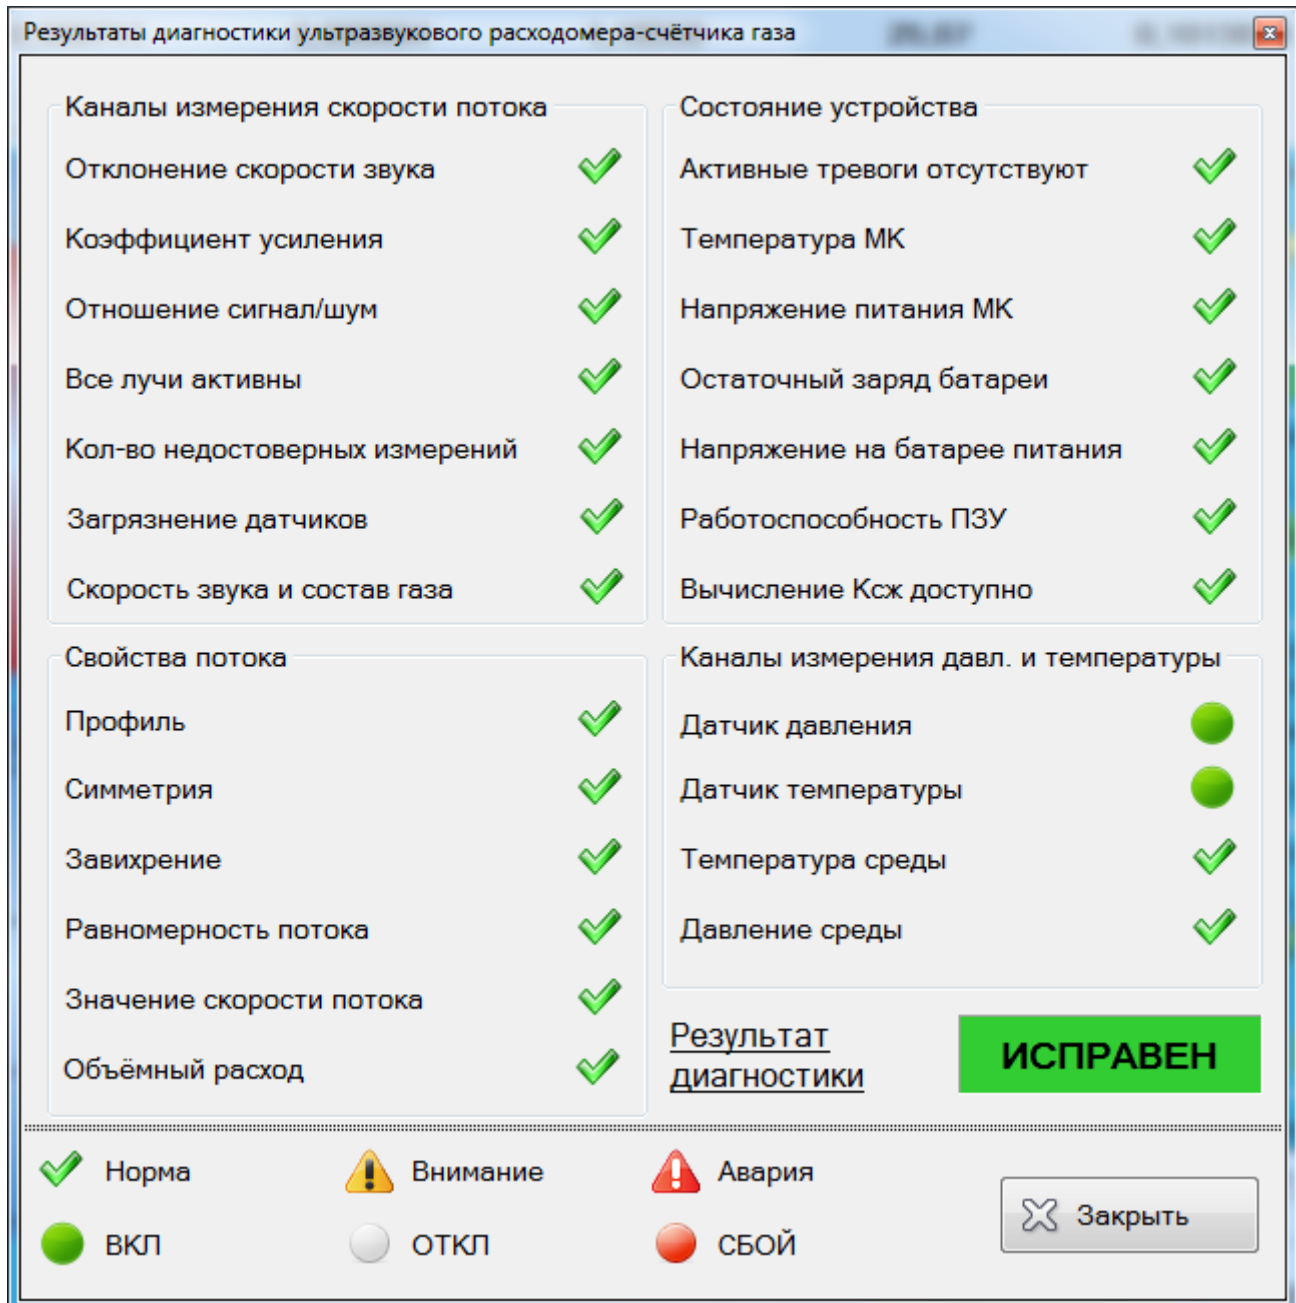 Результаты диагностики ультразвукового расходомера-счётчика газа
Каналы измерения скорости потока
Отклонение скорости звука
Коэффициент усиления
Отношение сигнал/шум
Все лучи активны
Кол-во недостоверных измерений
Загрязнение датчиков
Скорость звука и состав газа
Состояние устройства
Активные тревоги отсутствуют
Температура МК
Напряжение питания МК
Остаточный заряд батареи
Напряжение на батарее питания
Работоспособность ПЗУ
Вычисление Ксж доступно
Свойства потока
Профиль
Симметрия
Завихрение
Равномерность потока
Значение скорости потока
Объёмный расход
Каналы измерения давл. и температуры
Датчик давления
Датчик температуры
Температура среды
Давление среды
Результат
диагностики
ИСПРАВЕН
Норма
Внимание
Авария
ВКЛ
ОТКЛ
СБОЙ
Закрыть